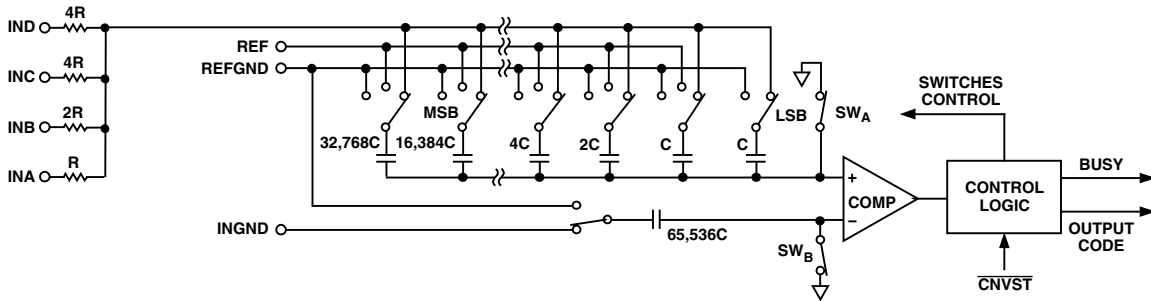 IND
4R
REF
REFGND
INC
4R
INB
2R
INA
R
MSB
32,768C
16,384C
4C
2C
C
C
LSB
SWA
SWITCHES
CONTROL
+
COMP
−
CONTROL
LOGIC
BUSY
OUTPUT
CODE
INGND
65,536C
SWB
CNVST